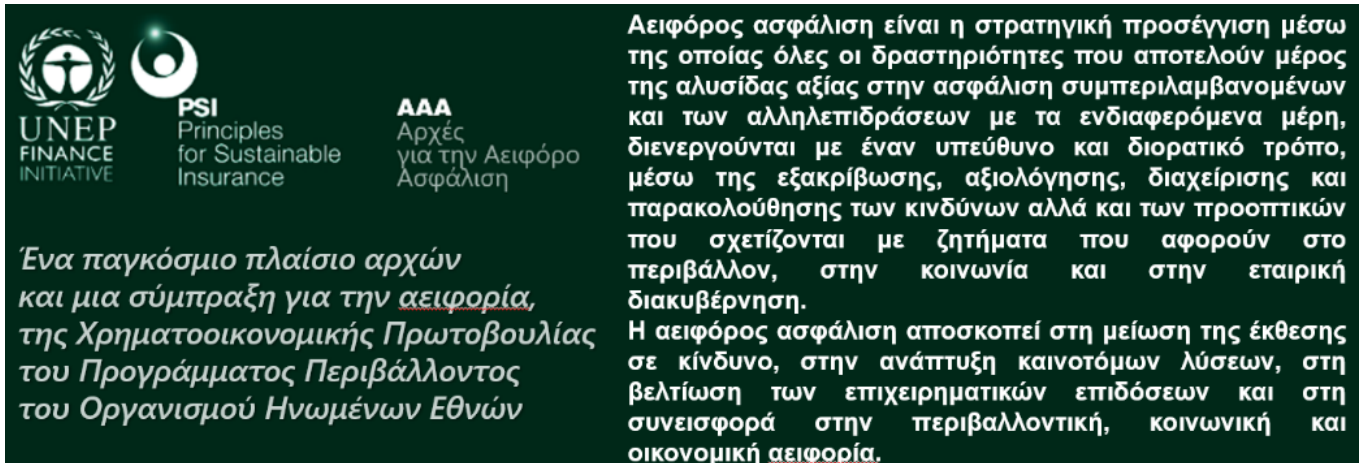 UNEP
FINANCE
INITIATIVE
PSI
Principles
for Sustainable
Insurance
ΑΑΑ
Αρχές
για την Αειφόρο
Ασφάλιση
Ένα παγκόσμιο πλαίσιο αρχών
και μια σύμπραξη για την αειφορία,
της Χρηματοοικονομικής Πρωτοβουλίας
του Προγράμματος Περιβάλλοντος
του Οργανισμού Ηνωμένων Εθνών
Αειφόρος ασφάλιση είναι η στρατηγική προσέγγιση μέσω
της οποίας όλες οι δραστηριότητες που αποτελούν μέρος
της αλυσίδας αξίας στην ασφάλιση συμπεριλαμβανομένων
και των αλληλεπιδράσεων με τα ενδιαφερόμενα μέρη,
διενεργούνται με έναν υπεύθυνο και διορατικό τρόπο,
μέσω της εξακρίβωσης, αξιολόγησης, διαχείρισης και
παρακολούθησης των κινδύνων αλλά και των προοπτικών
που σχετίζονται με ζητήματα που αφορούν στο
περιβάλλον, στην κοινωνία και στην εταιρική
διακυβέρνηση.
Η αειφόρος ασφάλιση αποσκοπεί στη μείωση της έκθεσης
σε κίνδυνο, στην ανάπτυξη καινοτόμων λύσεων, στη
βελτίωση των επιχειρηματικών επιδόσεων και στη
συνεισφορά στην περιβαλλοντική, κοινωνική και
οικονομική αειφορία.